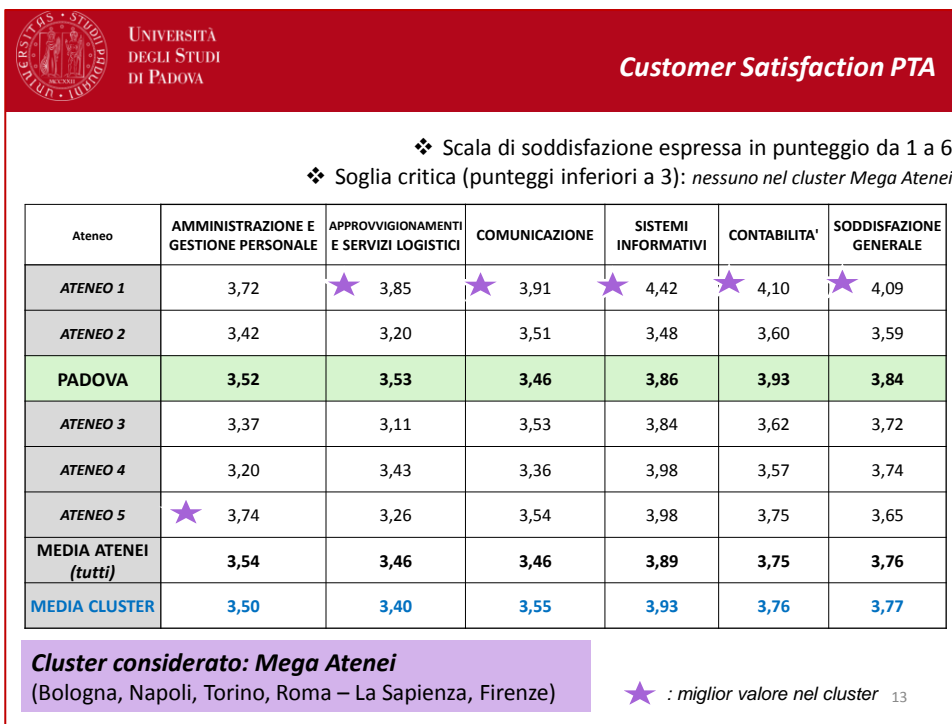 UNIVERSITÀ
DEGLI STUDI
DI PADOVA
Customer Satisfaction PTA
❖ Scala di soddisfazione espressa in punteggio da 1 a 6
❖ Soglia critica (punteggi inferiori a 3): nessuno nel cluster Mega Atenei
Ateneo AMMINISTRAZIONE E GESTIONE PERSONALE APPROVVIGIONAMENTI E SERVIZI LOGISTICI COMUNICAZIONE SISTEMI INFORMATIVI CONTABILITA' SODDISFAZIONE GENERALE
ATENEO 1 3,72 3,85 3,91 4,42 4,10 4,09
ATENEO 2 3,42 3,20 3,51 3,48 3,60 3,59
PADOVA 3,52 3,53 3,46 3,86 3,93 3,84
ATENEO 3 3,37 3,11 3,53 3,84 3,62 3,72
ATENEO 4 3,20 3,43 3,36 3,98 3,57 3,74
ATENEO 5 3,74 3,26 3,54 3,98 3,75 3,65
MEDIA ATENEI (tutti) 3,54 3,46 3,46 3,89 3,75 3,76
MEDIA CLUSTER 3,50 3,40 3,55 3,93 3,76 3,77
Cluster considerato: Mega Atenei
(Bologna, Napoli, Torino, Roma – La Sapienza, Firenze)
: miglior valore nel cluster 13